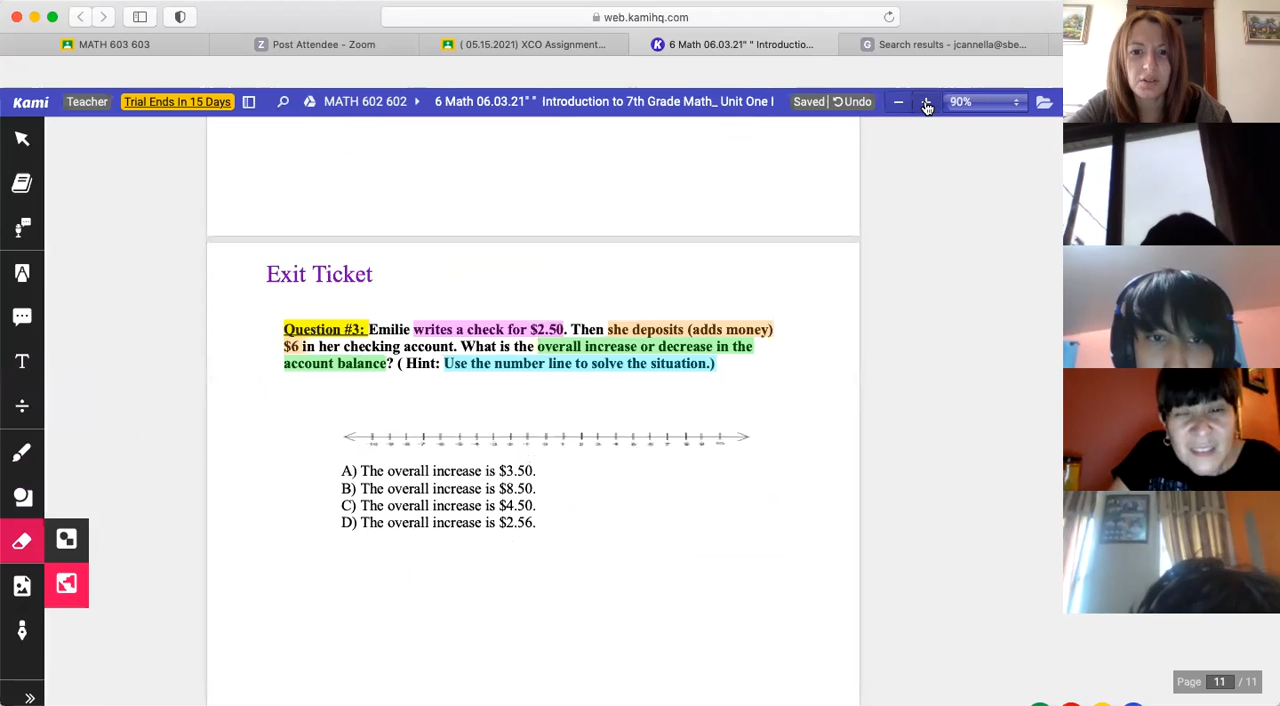 web.kamihq.com
MATH 603 603
Post Attendee - Zoom
( 05.15.2021) XCO Assignment...
6 Math 06.03.21" " Introductio...
Search results - jcannella@sbe...
Kami
Teacher
Trial Ends In 15 Days
MATH 602 602
6 Math 06.03.21" " Introduction to 7th Grade Math_ Unit One I
Saved
Undo
90%
Exit Ticket
Question #3: Emilie writes a check for $2.50. Then she deposits (adds money)
$6 in her checking account. What is the overall increase or decrease in the
account balance? ( Hint: Use the number line to solve the situation.)
A) The overall increase is $3.50.
B) The overall increase is $8.50.
C) The overall increase is $4.50.
D) The overall increase is $2.56.
Page 11 / 11